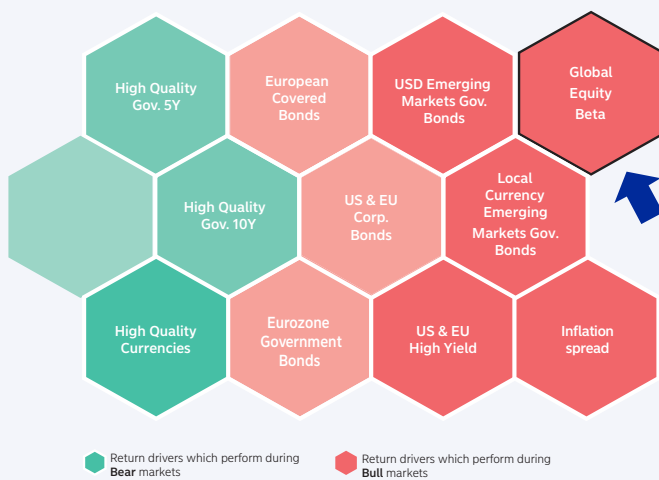 High Quality
Gov. 5Y
European
Covered
Bonds
USD Emerging
Markets Gov.
Bonds
Global
Equity
Beta
High Quality
Gov. 10Y
US & EU
Corp.
Bonds
Local
Currency
Emerging
Markets Gov.
Bonds
High Quality
Currencies
Eurozone
Government
Bonds
US & EU
High Yield
Inflation
spread
Return drivers which perform during
Bear markets
Return drivers which perform during
Bull markets